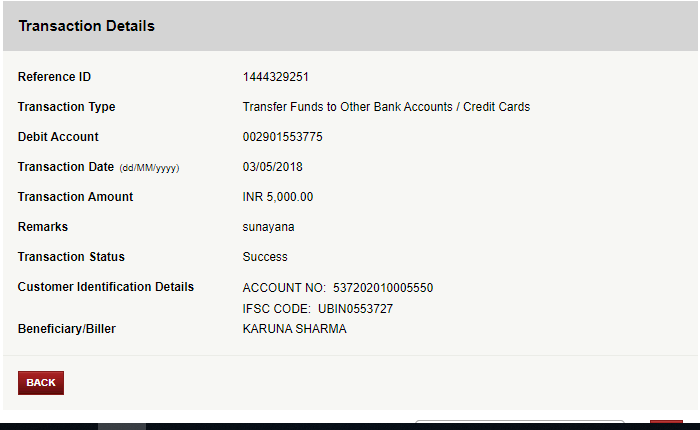 Transaction Details
Reference ID 1444329251
Transaction Type Transfer Funds to Other Bank Accounts / Credit Cards
Debit Account 002901553775
Transaction Date (dd/MM/yyyy) 03/05/2018
Transaction Amount INR 5,000.00
Remarks sunayana
Transaction Status Success
Customer Identification Details ACCOUNT NO: 537202010005550
IFSC CODE: UBIN0553727
Beneficiary/Biller KARUNA SHARMA
BACK